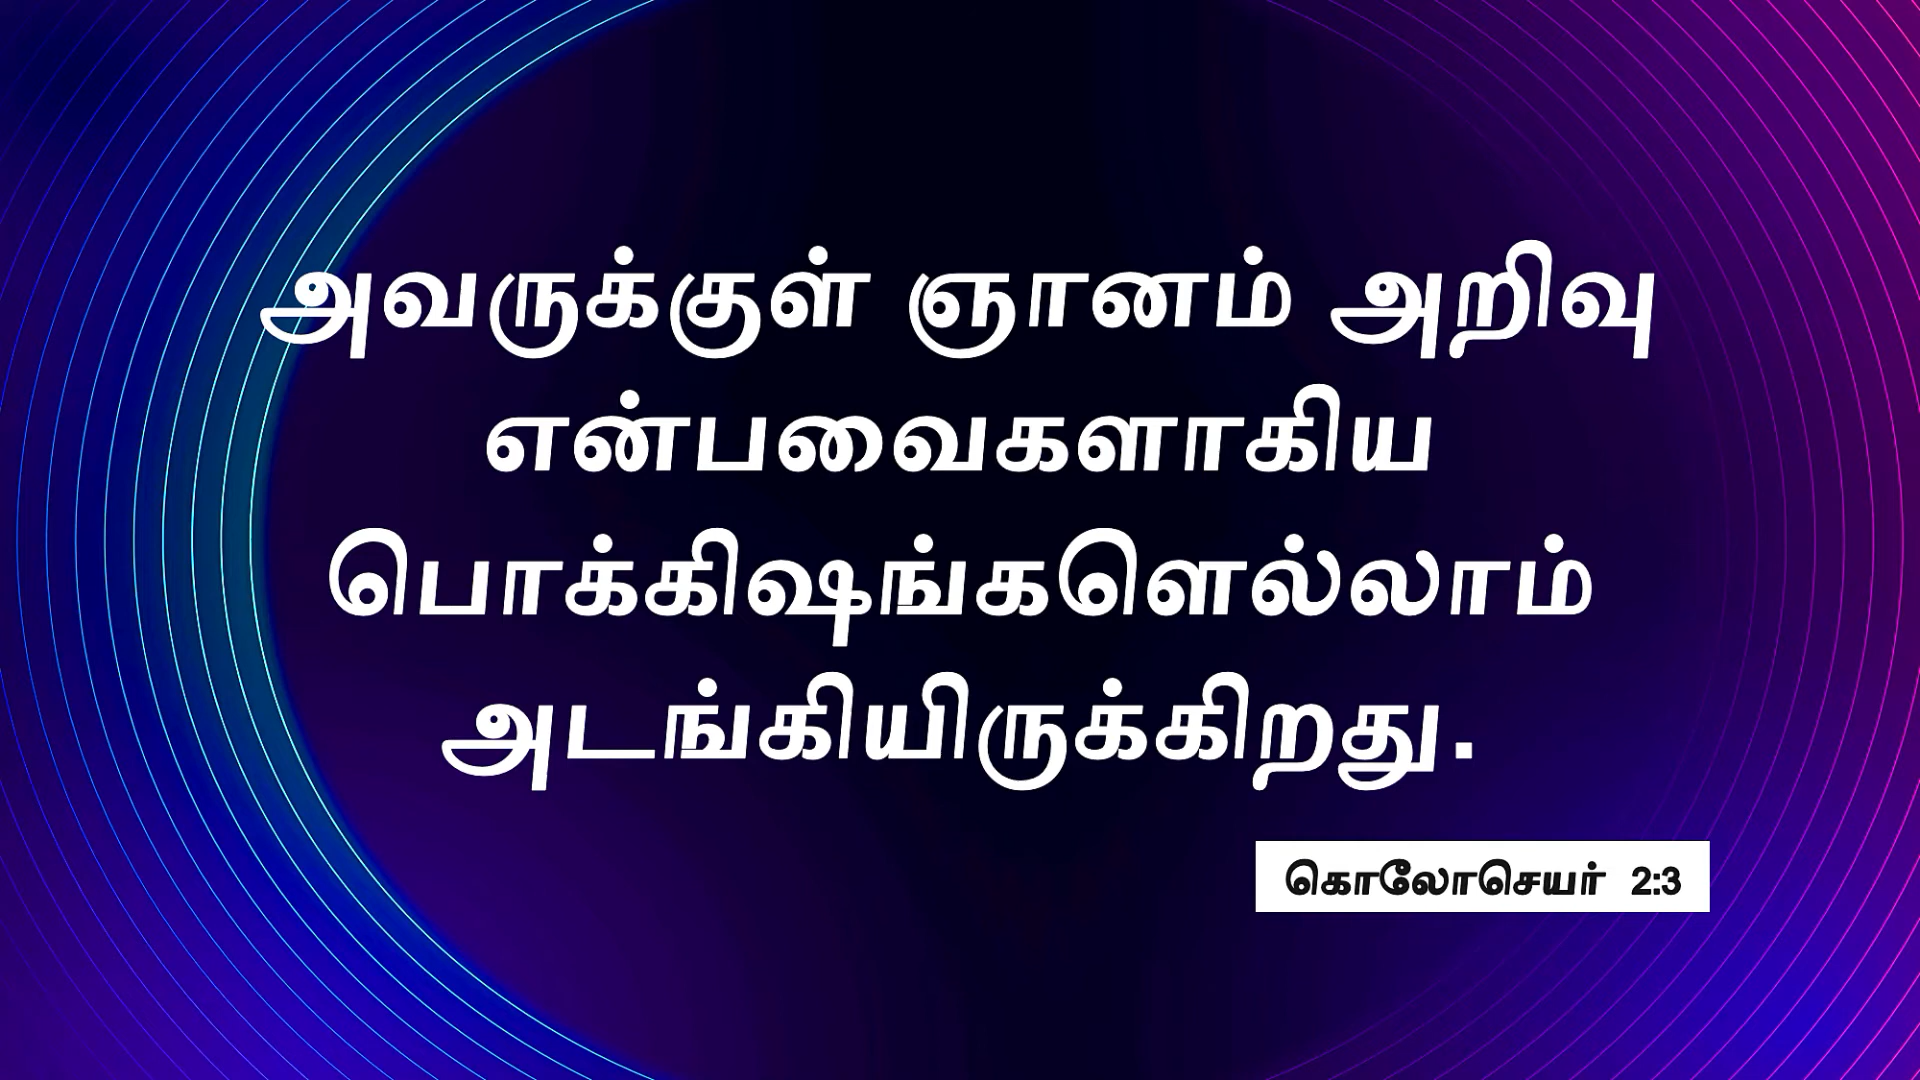 அவருக்குள் ஞானம் அறிவு
என்பவைகளாகிய
பொக்கிஷங்களெல்லாம்
அடங்கியிருக்கிறது.
கொலோசெயர் 2:3